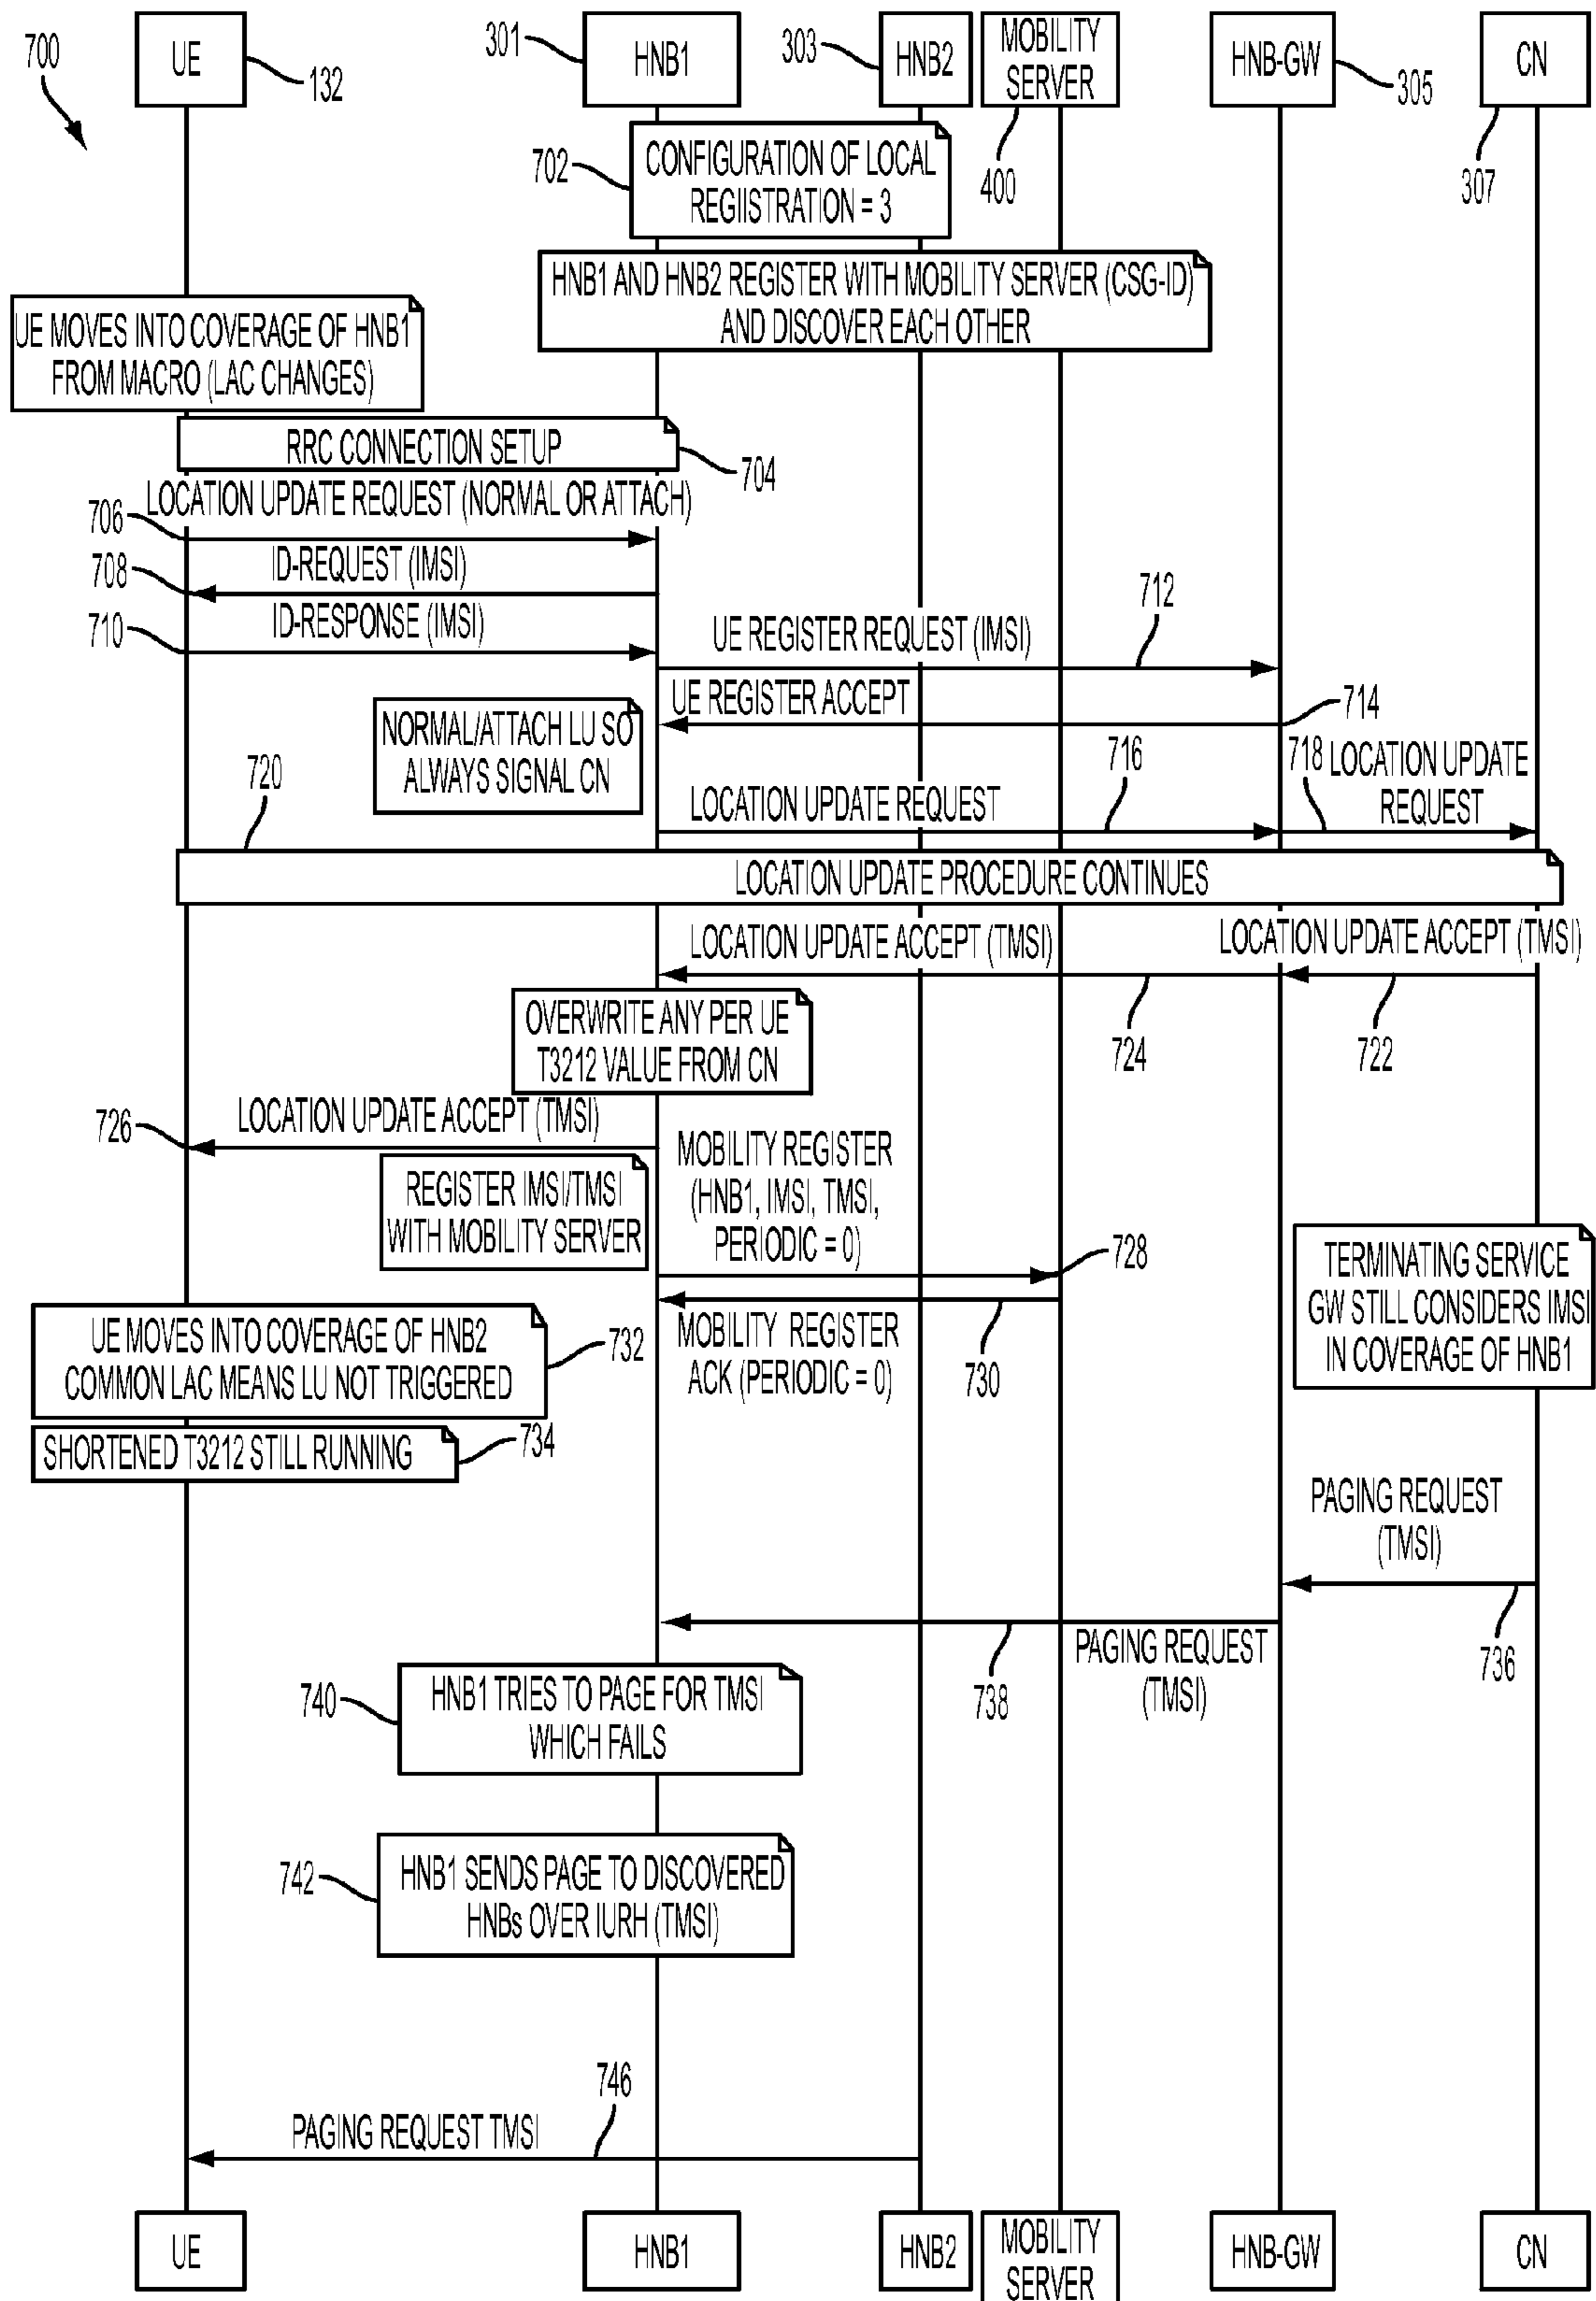 700
UE
132
301
HNB1
303
HNB2
MOBILITY
SERVER
400
HNB-GW
305
CN
307
702
CONFIGURATION OF LOCAL
REGIISTRATION = 3
HNB1 AND HNB2 REGISTER WITH MOBILITY SERVER (CSG-ID)
AND DISCOVER EACH OTHER
UE MOVES INTO COVERAGE OF HNB1
FROM MACRO (LAC CHANGES)
RRC CONNECTION SETUP
704
LOCATION UPDATE REQUEST (NORMAL OR ATTACH)
706
ID-REQUEST (IMSI)
708
ID-RESPONSE (IMSI)
710
UE REGISTER REQUEST (IMSI)
712
UE REGISTER ACCEPT
714
NORMAL/ATTACH LU SO
ALWAYS SIGNAL CN
LOCATION UPDATE REQUEST
716
718
LOCATION UPDATE
REQUEST
720
LOCATION UPDATE PROCEDURE CONTINUES
LOCATION UPDATE ACCEPT (TMSI)
LOCATION UPDATE ACCEPT (TMSI)
724
722
OVERWRITE ANY PER UE
T3212 VALUE FROM CN
726
LOCATION UPDATE ACCEPT (TMSI)
REGISTER IMSI/TMSI
WITH MOBILITY SERVER
MOBILITY REGISTER
(HNB1, IMSI, TMSI,
PERIODIC = 0)
728
TERMINATING SERVICE
GW STILL CONSIDERS IMSI
IN COVERAGE OF HNB1
UE MOVES INTO COVERAGE OF HNB2
COMMON LAC MEANS LU NOT TRIGGERED
732
MOBILITY REGISTER
ACK (PERIODIC = 0)
730
SHORTENED T3212 STILL RUNNING
734
PAGING REQUEST
(TMSI)
736
738
PAGING REQUEST
(TMSI)
740
HNB1 TRIES TO PAGE FOR TMSI
WHICH FAILS
742
HNB1 SENDS PAGE TO DISCOVERED
HNBs OVER IURH (TMSI)
746
PAGING REQUEST TMSI
UE
HNB1
HNB2
MOBILITY
SERVER
HNB-GW
CN